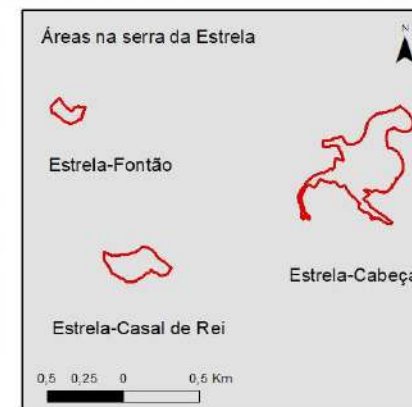 Áreas na serra da Estrela
N
Estrela-Fontão
Estrela-Cabeça
Estrela-Casal de Rei
0,5 0,25 0 0,5 Km